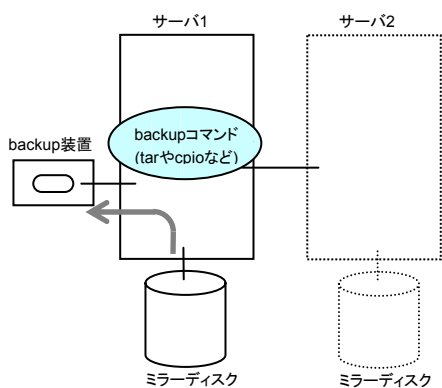 サーバ1
サーバ2
backup装置
backupコマンド
(tarやcpioなど)
ミラーディスク
ミラーディスク